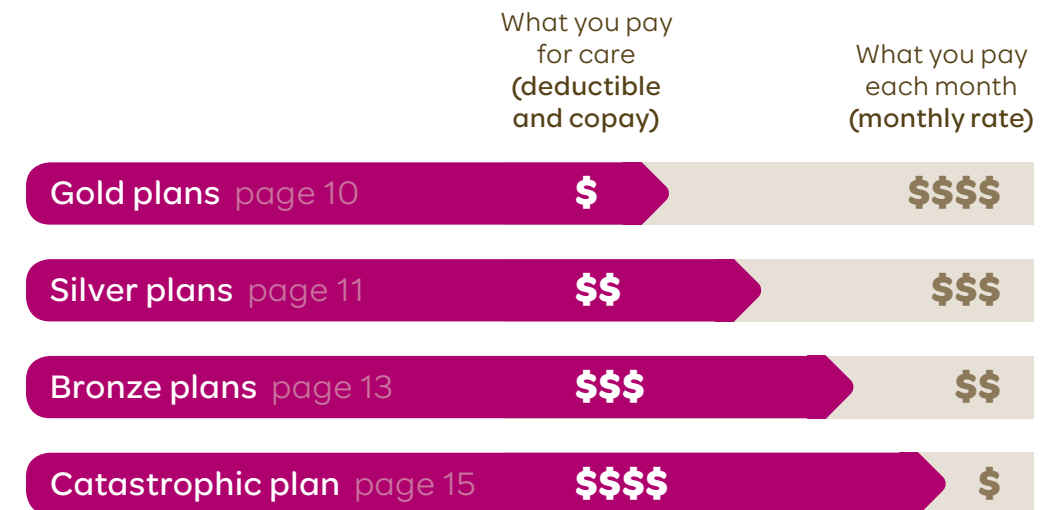 What you pay
for care
(deductible
and copay)
What you pay
each month
(monthly rate)
Gold plans page 10 $ $$$$
Silver plans page 11 $$ $$$
Bronze plans page 13 $$$ $$
Catastrophic plan page 15 $$$$ $